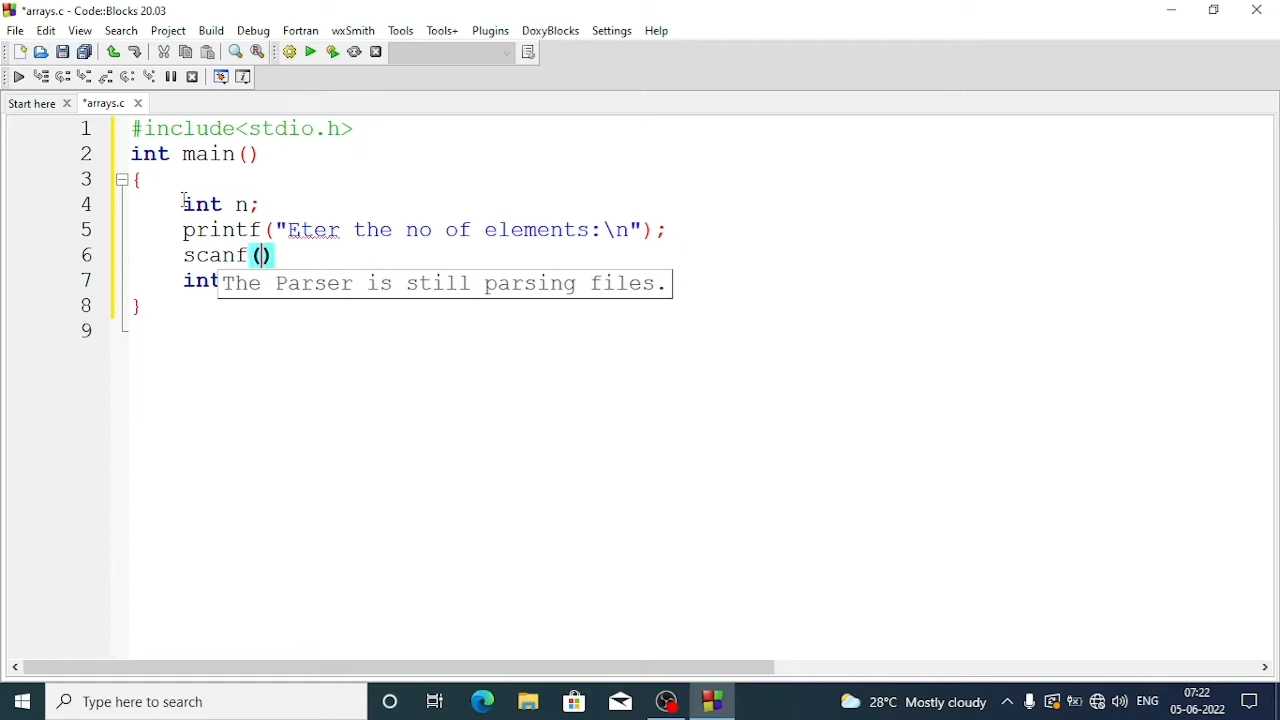 *arrays.c - Code::Blocks 20.03
File Edit View Search Project Build Debug Fortran wxSmith Tools Tools+ Plugins DoxyBlocks Settings Help
Start here *arrays.c
1 #include<stdio.h>
2 int main()
3 {
4 int n;
5 printf("Eter the no of elements:\n");
6 scanf()
7 int
The Parser is still parsing files.
8 }
9
Type here to search 28°C Mostly cloudy ENG 07:22
05-06-2022